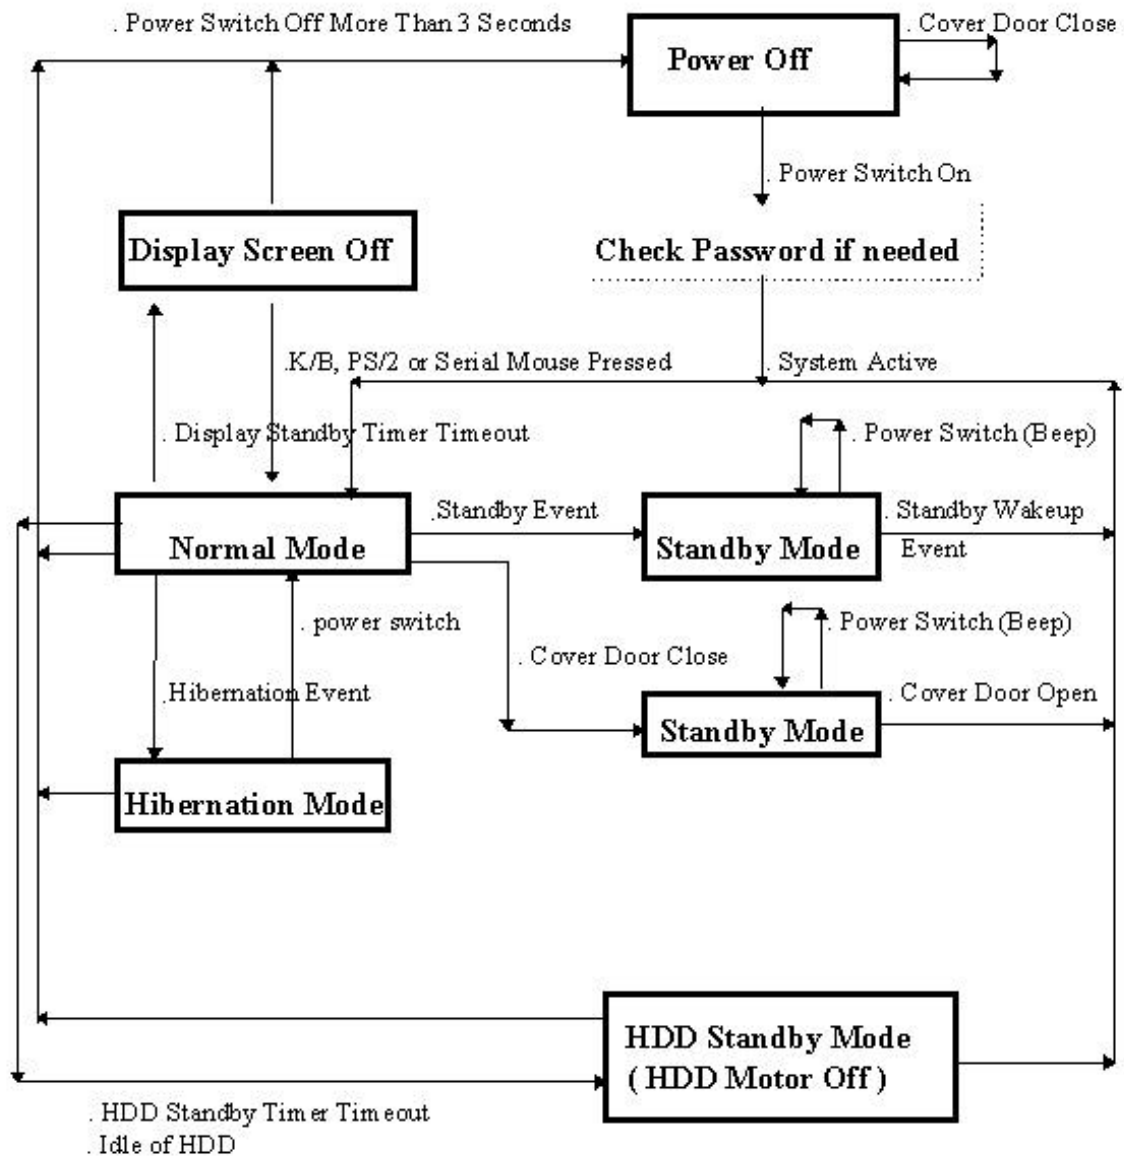 . Power Switch Off More Than 3 Seconds
. Cover Door Close
Power Off
. Power Switch On
Display Screen Off
Check Password if needed
.K/B, PS/2 or Serial Mouse Pressed
. System Active
. Display Standby Timer Timeout
. Power Switch (Beep)
.Standby Event
. Standby Wakeup
Event
Normal Mode
Standby Mode
. power switch
. Power Switch (Beep)
. Cover Door Close
.Hibernation Event
. Cover Door Open
Standby Mode
Hibernation Mode
HDD Standby Mode
( HDD Motor Off )
. HDD Standby Timer Timeout
. Idle of HDD